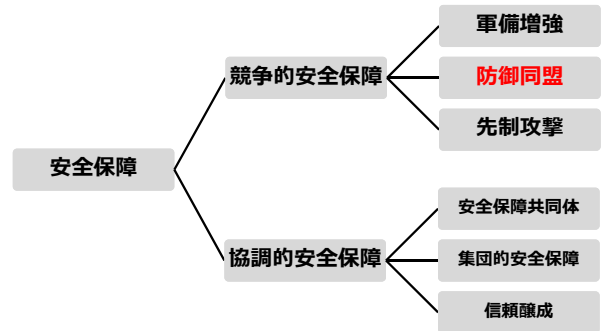 安全保障
競争的安全保障
軍備増強
防御同盟
先制攻撃
協調的安全保障
安全保障共同体
集団的安全保障
信頼醸成